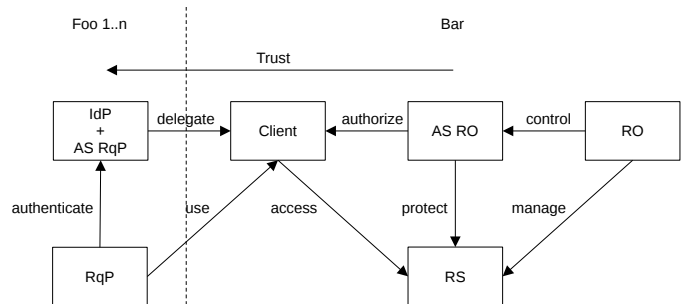 Foo 1..n
Bar
Trust
IdP
+
AS RqP
delegate
Client
authorize
AS RO
control
RO
authenticate
use
access
protect
manage
RqP
RS